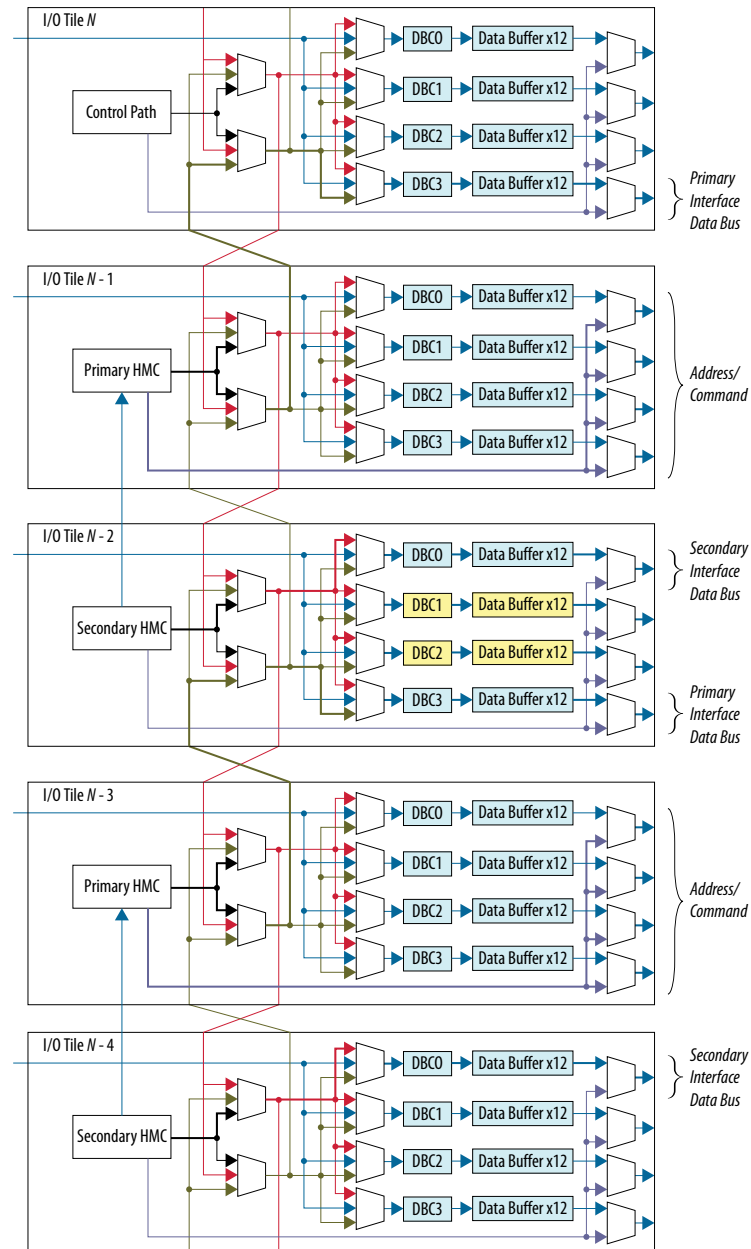 I/O Tile N
DBC0 Data Buffer x12
Control Path
DBC1 Data Buffer x12
DBC2 Data Buffer x12
DBC3 Data Buffer x12
Primary
Interface
Data Bus
I/O Tile N - 1
DBC0 Data Buffer x12
DBC1 Data Buffer x12
Primary HMC
DBC2 Data Buffer x12
DBC3 Data Buffer x12
Address/
Command
I/O Tile N - 2
DBC0 Data Buffer x12
Secondary
Interface
Data Bus
DBC1 Data Buffer x12
Secondary HMC
DBC2 Data Buffer x12
DBC3 Data Buffer x12
Primary
Interface
Data Bus
I/O Tile N - 3
DBC0 Data Buffer x12
DBC1 Data Buffer x12
Primary HMC
DBC2 Data Buffer x12
DBC3 Data Buffer x12
Address/
Command
I/O Tile N - 4
DBC0 Data Buffer x12
Secondary
Interface
Data Bus
DBC1 Data Buffer x12
Secondary HMC
DBC2 Data Buffer x12
DBC3 Data Buffer x12